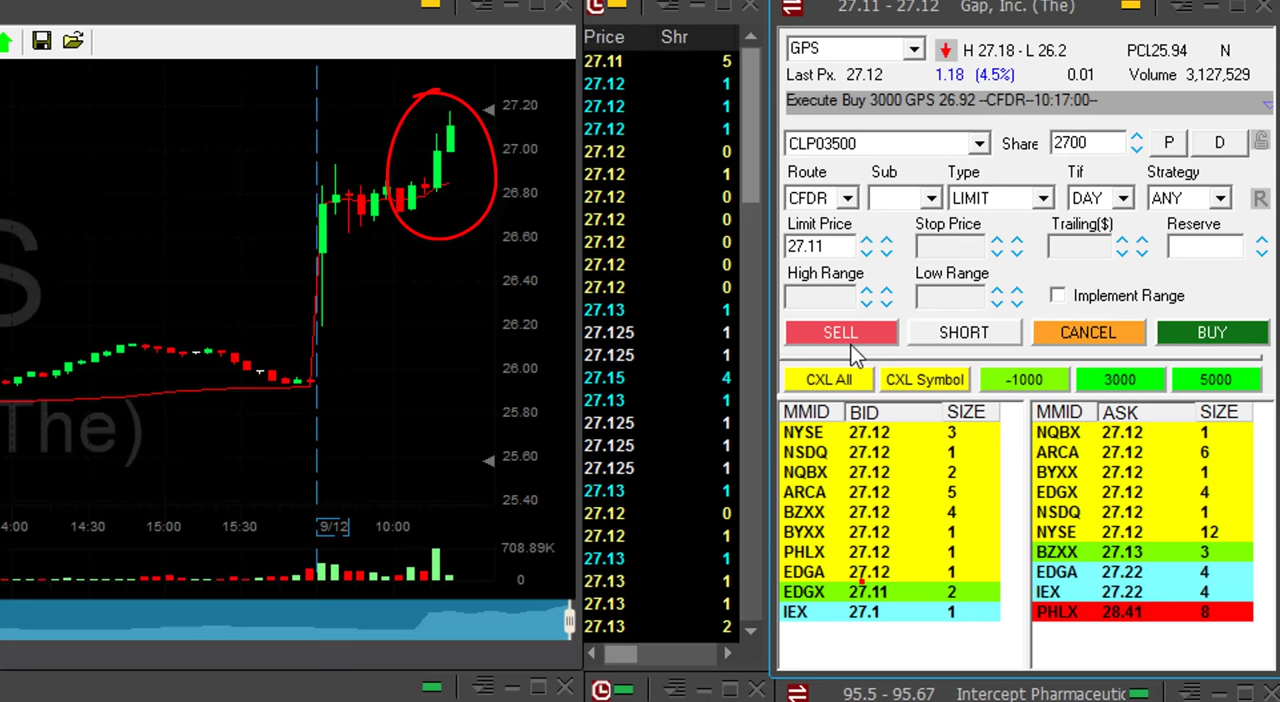 27.11 - 27.12 Gap, Inc. (The)
GPS H 27.18 - L 26.2 PCL25.94 N
Last Px. 27.12 1.18 (4.5%) 0.01 Volume 3,127,529
Execute Buy 3000 GPS 26.92 --CFDR--10:17:00--
CLP03500 Share 2700 P D
Route Sub Type Tif Strategy
CFDR LIMIT DAY ANY R
Limit Price Stop Price Trailing($) Reserve
27.11
High Range Low Range
Implement Range
SELL SHORT CANCEL BUY
CXL All CXL Symbol -1000 3000 5000
MMID BID SIZE MMID ASK SIZE
NYSE 27.12 3 NQBX 27.12 1
NSDQ 27.12 1 ARCA 27.12 6
NQBX 27.12 2 BYXX 27.12 1
ARCA 27.12 5 EDGX 27.12 4
BZXX 27.12 4 NSDQ 27.12 1
BYXX 27.12 1 NYSE 27.12 12
PHLX 27.12 1 BZXX 27.13 3
EDGA 27.12 1 EDGA 27.22 4
EDGX 27.11 2 IEX 27.22 4
IEX 27.1 1 PHLX 28.41 8
95.5 - 95.67 Intercept Pharmaceutic
Price Shr
27.11 5
27.12 1
27.12 1
27.12 1
27.12 0
27.12 1
27.12 0
27.12 0
27.12 0
27.12 0
27.12 0
27.13 1
27.125 1
27.125 1
27.15 4
27.13 1
27.125 1
27.125 1
27.125 1
27.13 1
27.12 0
27.12 1
27.13 1
27.13 1
27.13 1
27.13 2
27.20
27.00
26.80
26.60
26.40
26.20
26.00
25.80
25.60
25.40
S
The)
4:00 14:30 15:00 15:30 9/12 10:00
708.89K
0